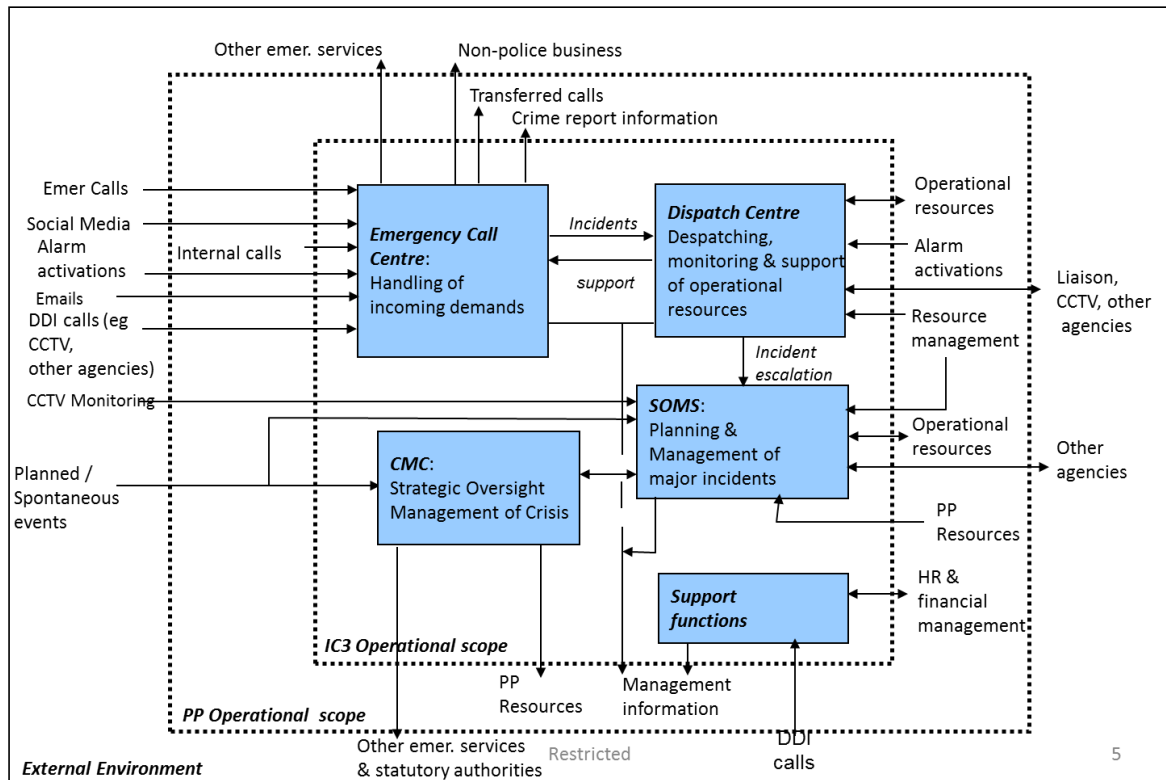 Other emer. services
Non-police business
Transferred calls
Crime report information
Emer Calls
Social Media
Alarm
activations
Internal calls
Emails
DDI calls (eg
CCTV,
other agencies)
CCTV Monitoring
Planned /
Spontaneous
events
Emergency Call
Centre:
Handling of
incoming demands
Incidents
support
Dispatch Centre
Despatching,
monitoring & support
of operational
resources
Operational
resources
Alarm
activations
Resource
management
Liaison,
CCTV, other
agencies
Incident
escalation
SOMS:
Planning &
Management of
major incidents
Operational
resources
Other
agencies
PP
Resources
CMC:
Strategic Oversight
Management of Crisis
Support
functions
HR &
financial
management
IC3 Operational scope
PP
Resources
Management
information
PP Operational scope
Other emer. services
& statutory authorities
Restricted
DDI
calls
5
External Environment